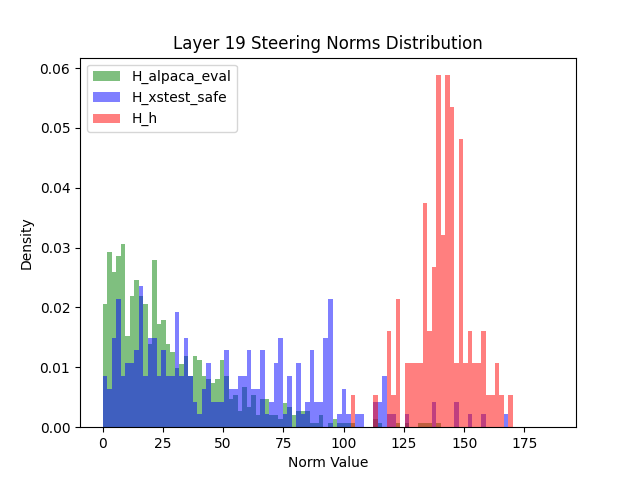 Layer 19 Steering Norms Distribution
H_alpaca_eval
H_xstest_safe
H_h
Density
0.06
0.05
0.04
0.03
0.02
0.01
0.00
0 25 50 75 100 125 150 175
Norm Value